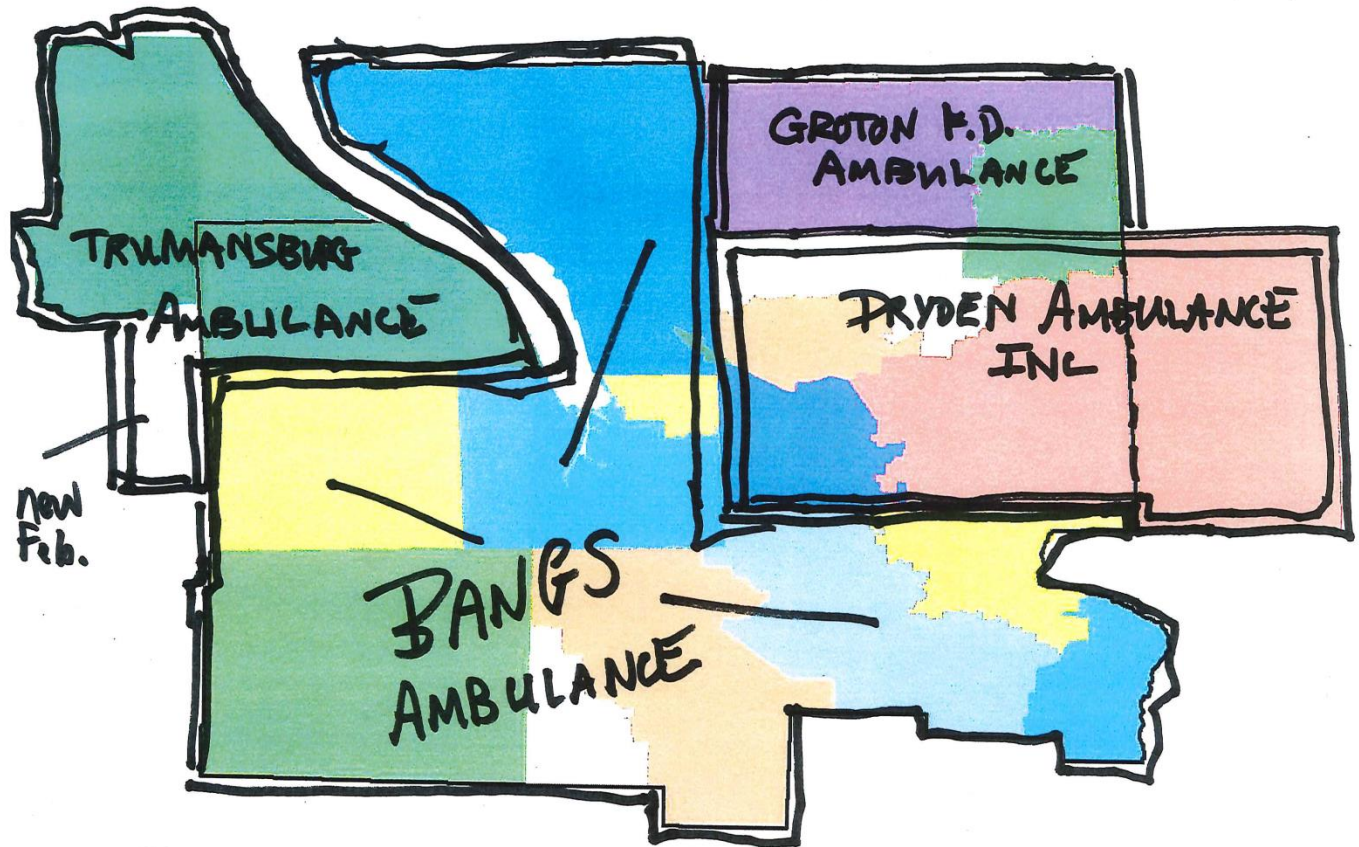 GROTON F.D.
AMBULANCE
TRUMANSBURG
AMBULANCE
DRYDEN AMBULANCE
INC
new
Feb.
BANGS
AMBULANCE